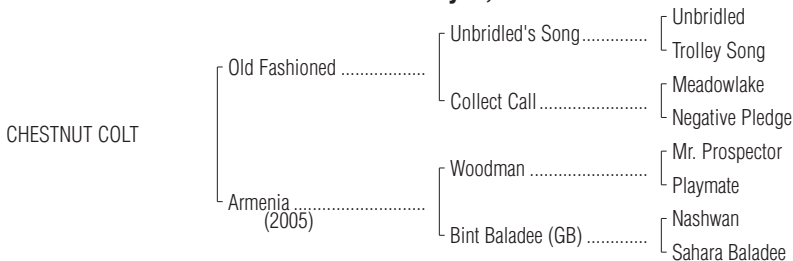 Unbridled
Unbridled's Song..............
Trolley Song
Old Fashioned ..................
Meadowlake
Collect Call.......................
Negative Pledge
CHESTNUT COLT
Mr. Prospector
Woodman .........................
Playmate
Armenia ............................
(2005)
Nashwan
Bint Baladee (GB) .............
Sahara Baladee